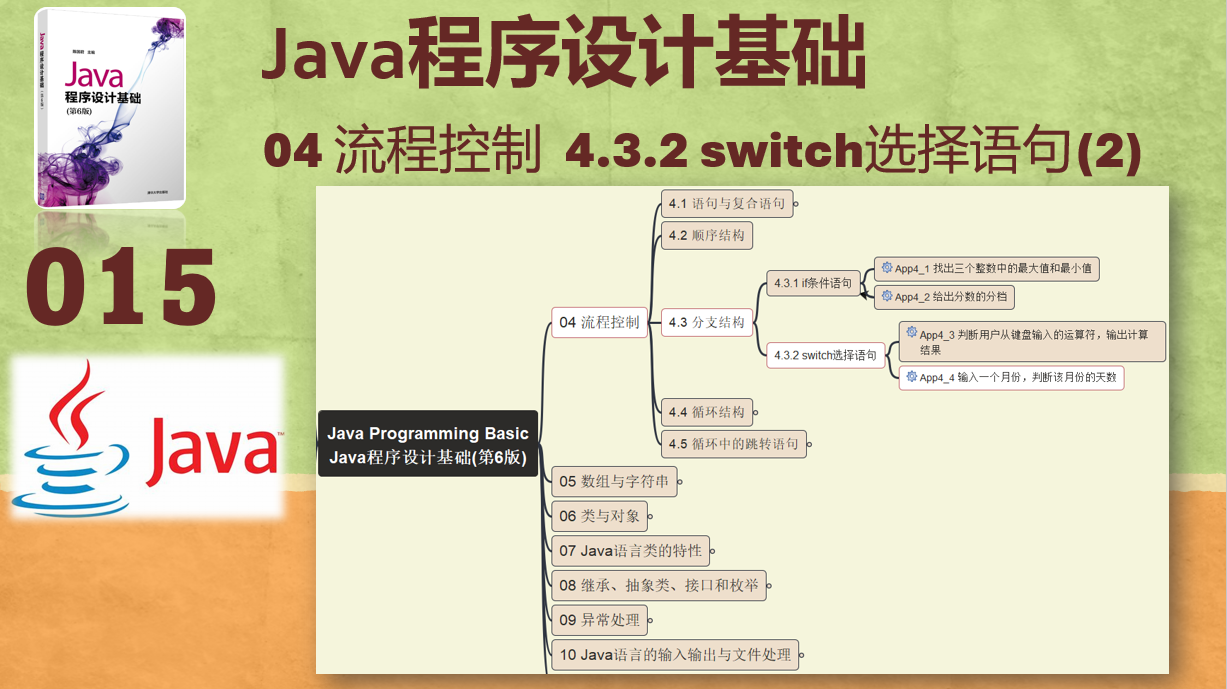 Java程序设计基础
04 流程控制 4.3.2 switch选择语句(2)
Java
程序设计基础
(第6版)
015
Java™
Java Programming Basic
Java程序设计基础(第6版)
04 流程控制
4.1 语句与复合语句
4.2 顺序结构
4.3 分支结构
4.3.1 if条件语句
App4_1 找出三个整数中的最大值和最小值
App4_2 给出分数的分档
4.3.2 switch选择语句
App4_3 判断用户从键盘输入的运算符，输出计算
结果
App4_4 输入一个月份，判断该月份的天数
4.4 循环结构
4.5 循环中的跳转语句
05 数组与字符串
06 类与对象
07 Java语言类的特性
08 继承、抽象类、接口和枚举
09 异常处理
10 Java语言的输入输出与文件处理